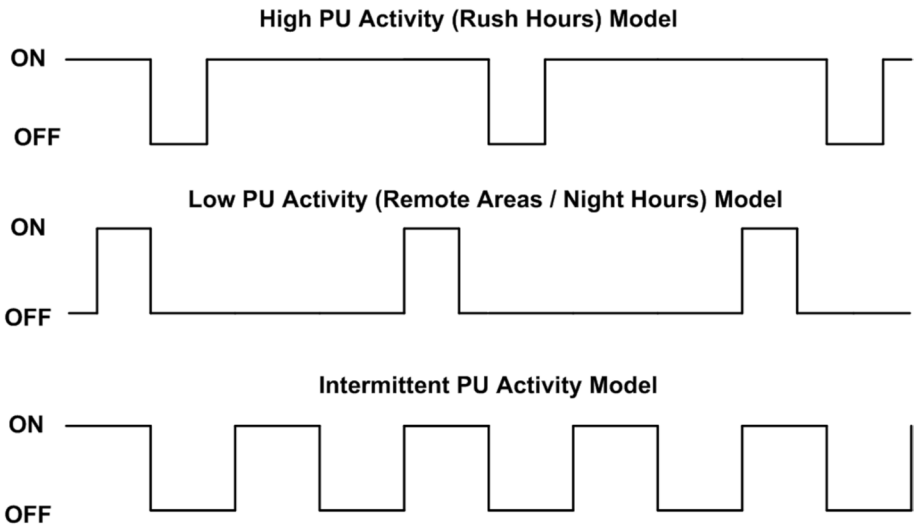 High PU Activity (Rush Hours) Model
ON
OFF
Low PU Activity (Remote Areas / Night Hours) Model
ON
OFF
Intermittent PU Activity Model
ON
OFF